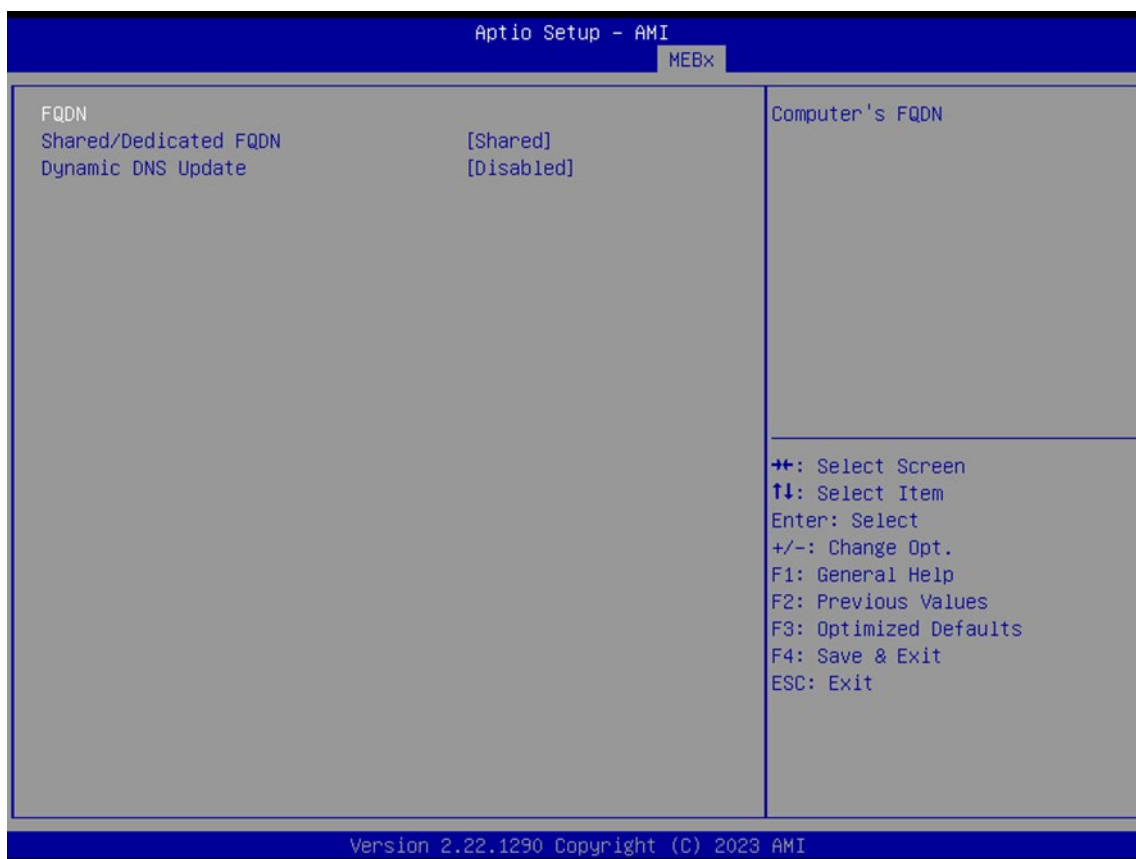 Aptio Setup - AMI
MEBx
FQDN
Shared/Dedicated FQDN [Shared]
Dynamic DNS Update [Disabled]
Computer's FQDN
→←: Select Screen
↑↓: Select Item
Enter: Select
+/-: Change Opt.
F1: General Help
F2: Previous Values
F3: Optimized Defaults
F4: Save & Exit
ESC: Exit
Version 2.22.1290 Copyright (C) 2023 AMI